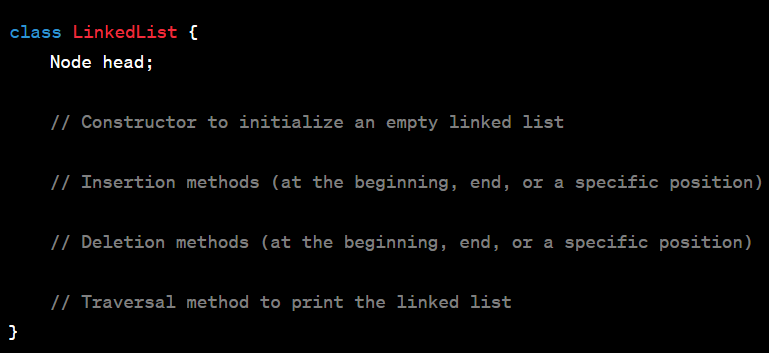 class LinkedList {
    Node head;
    // Constructor to initialize an empty linked list
    // Insertion methods (at the beginning, end, or a specific position)
    // Deletion methods (at the beginning, end, or a specific position)
    // Traversal method to print the linked list
}